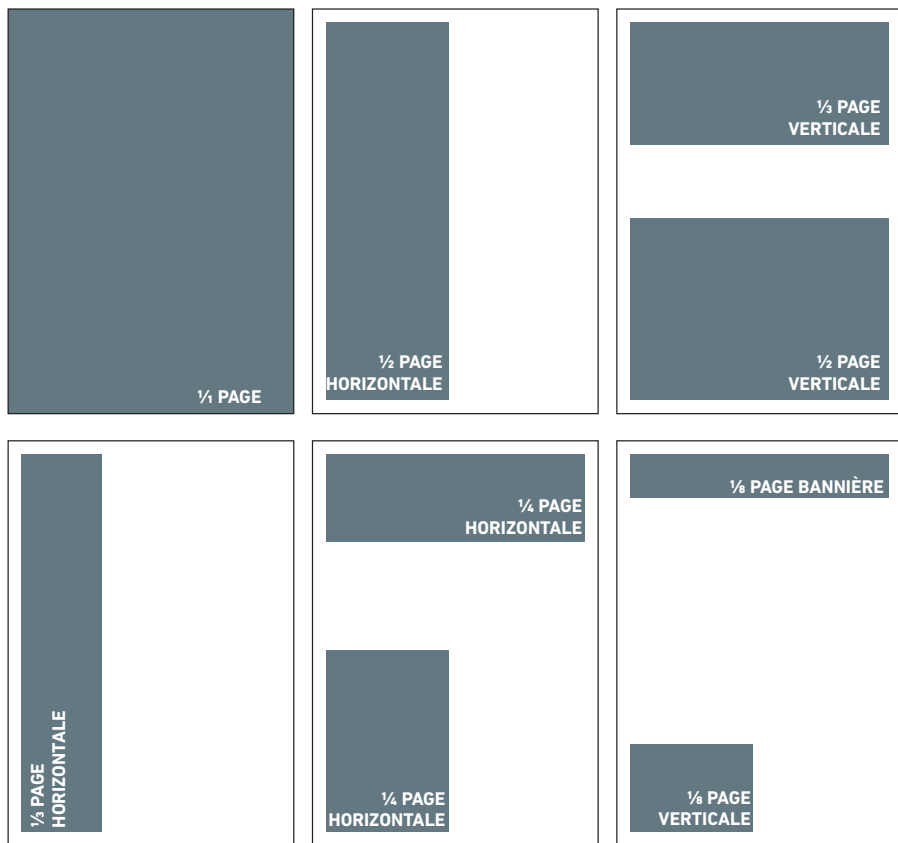 ⅟₁ PAGE
½ PAGE
HORIZONTALE
⅓ PAGE
VERTICALE
½ PAGE
VERTICALE
⅓ PAGE
HORIZONTALE
¼ PAGE
HORIZONTALE
¼ PAGE
HORIZONTALE
⅛ PAGE BANNIÈRE
⅛ PAGE
VERTICALE